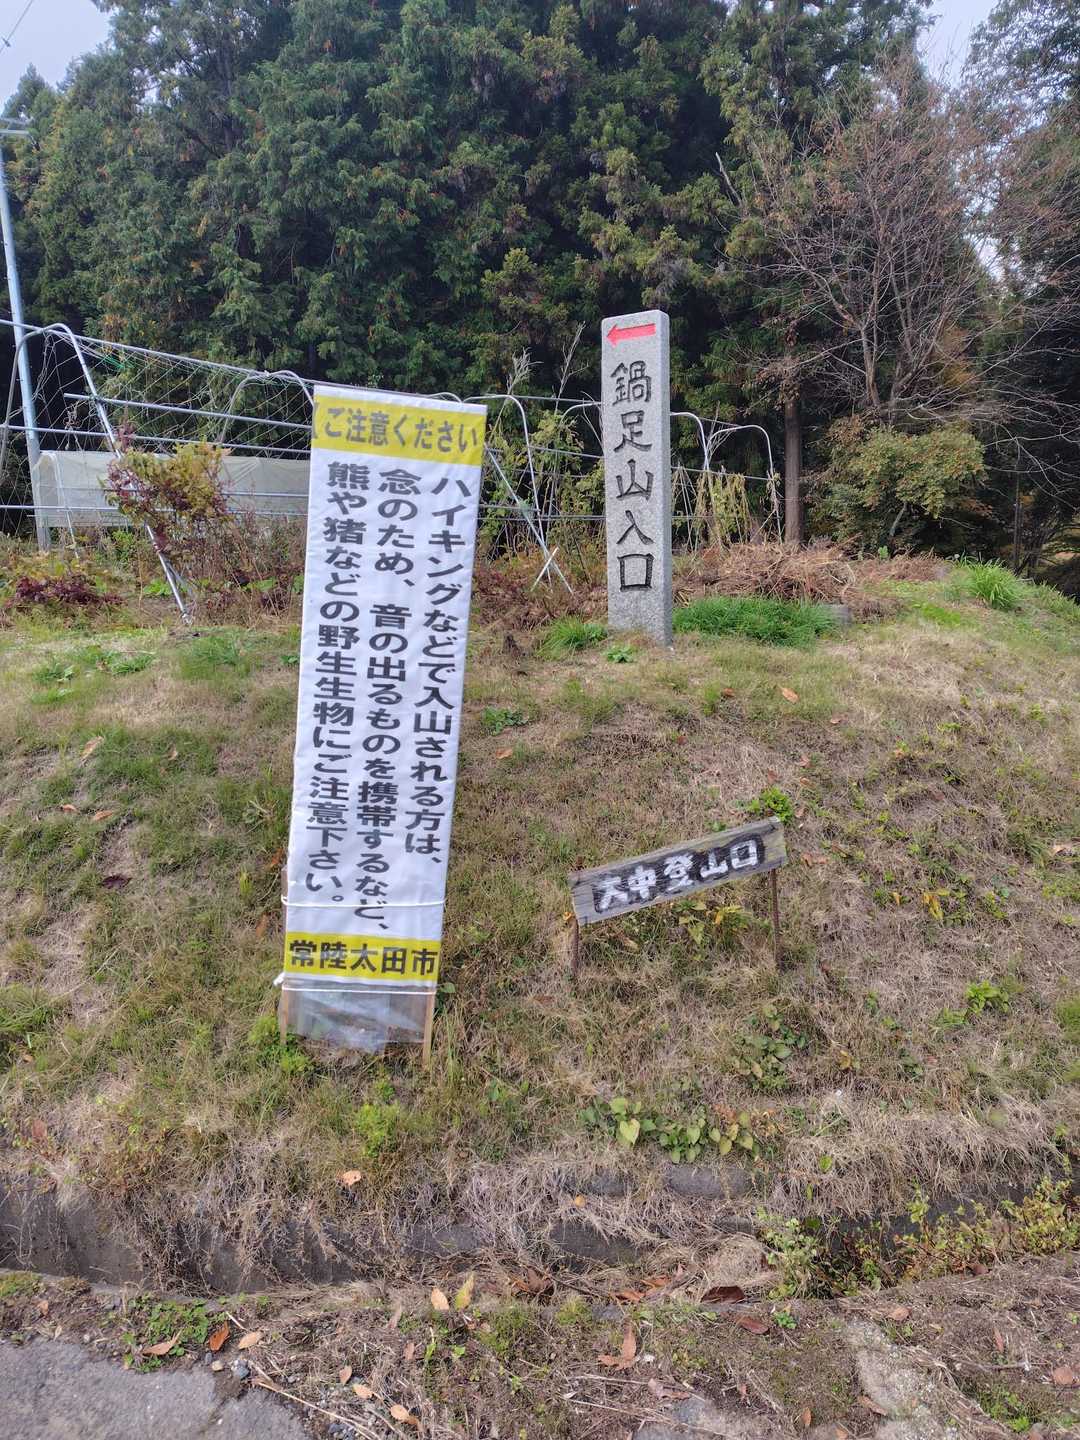 ご注意ください
ハイキングなどで入山される方は、
念のため、音の出るものを携帯するなど、
熊や猪などの野生生物にご注意下さい。
常陸太田市
鍋足山入口
大中登山口